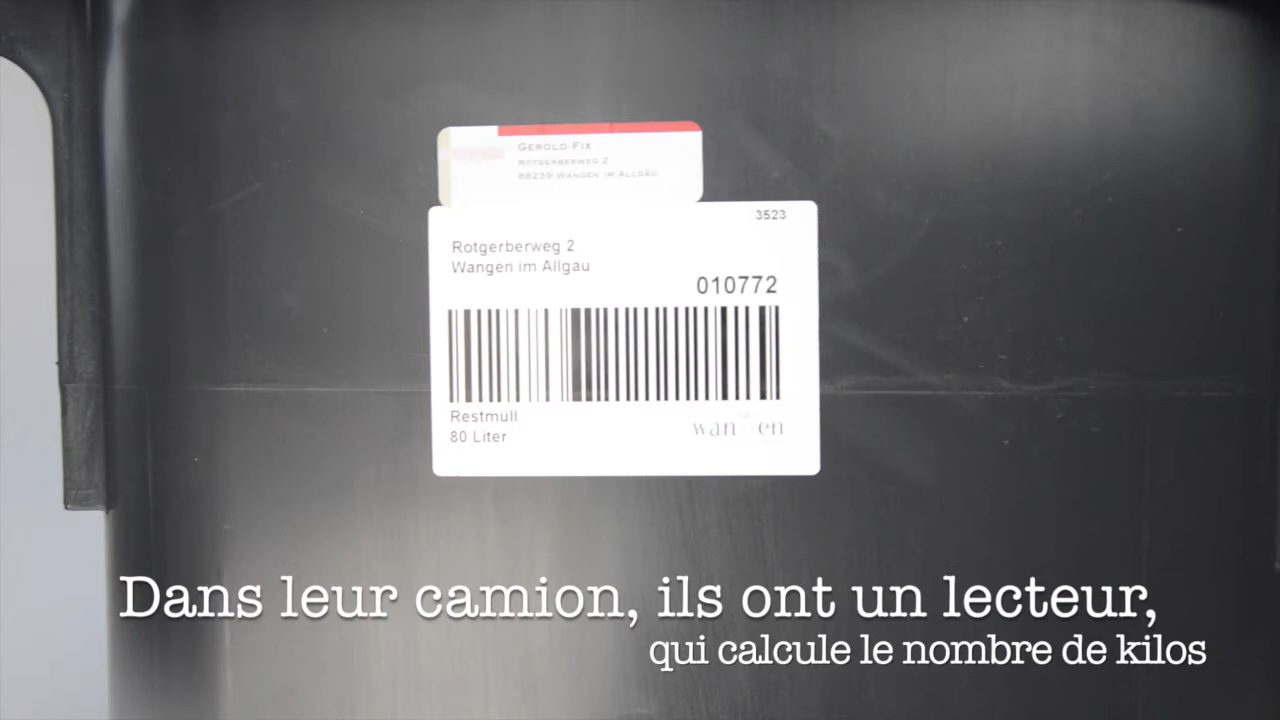 GEROLD FIX
ROTGERBERWEG 2
88239 WANGEN IM ALLGÄU
3523
Rotgerberweg 2
Wangen im Allgau
010772
Restmüll
80 Liter
wangen
Dans leur camion, ils ont un lecteur,
qui calcule le nombre de kilos